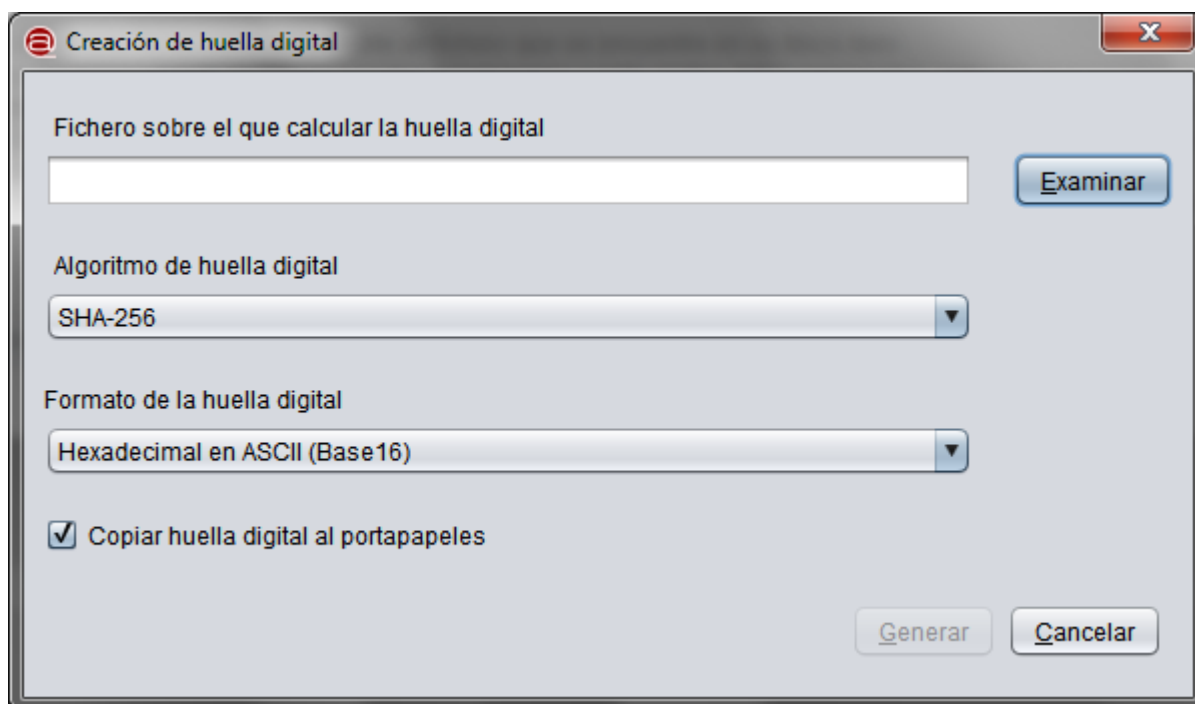 Creación de huella digital
Fichero sobre el que calcular la huella digital
Examinar
Algoritmo de huella digital
SHA-256
Formato de la huella digital
Hexadecimal en ASCII (Base16)
Copiar huella digital al portapapeles
Generar Cancelar